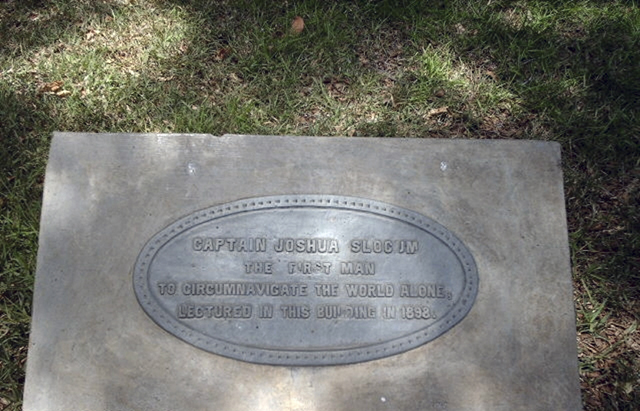 CAPTAIN JOSHUA SLOCUM
THE FIRST MAN
TO CIRCUMNAVIGATE THE WORLD ALONE,
LECTURED IN THIS BUILDING IN 1898.